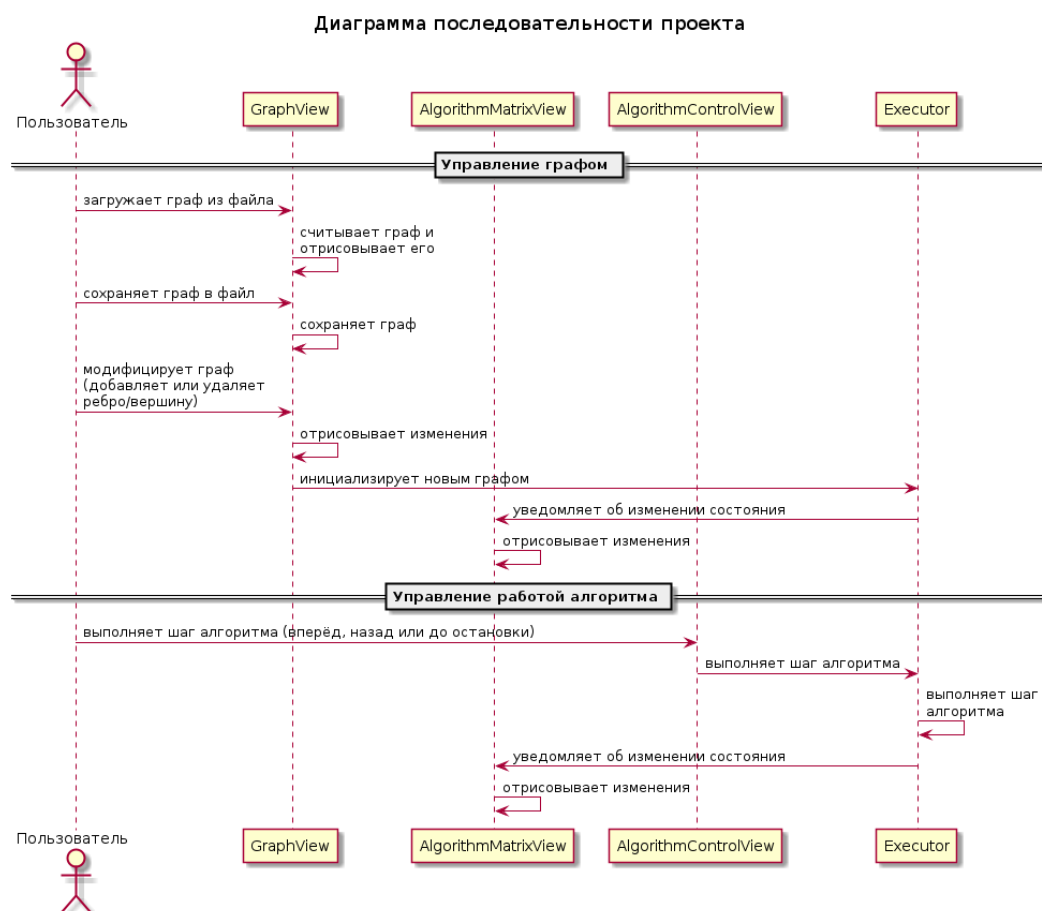 Диаграмма последовательности проекта
Пользователь
GraphView
AlgorithmMatrixView
AlgorithmControlView
Executor
Управление графом
загружает граф из файла
считывает граф и
отрисовывает его
сохраняет граф в файл
сохраняет граф
модифицирует граф
(добавляет или удаляет
ребро/вершину)
отрисовывает изменения
инициализирует новым графом
уведомляет об изменении состояния
отрисовывает изменения
Управление работой алгоритма
выполняет шаг алгоритма (вперёд, назад или до остановки)
выполняет шаг алгоритма
выполняет шаг
алгоритма
уведомляет об изменении состояния
отрисовывает изменения
Пользователь
GraphView
AlgorithmMatrixView
AlgorithmControlView
Executor